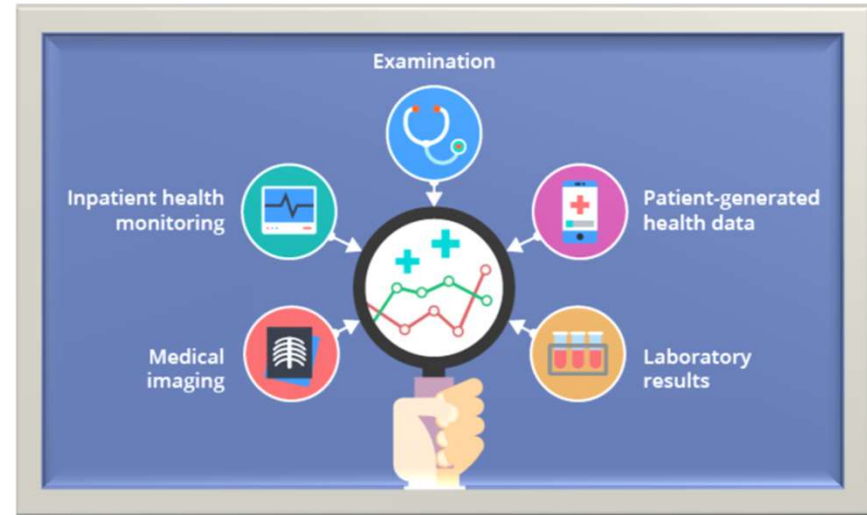 Examination
Inpatient health
monitoring
Patient-generated
health data
Medical
imaging
Laboratory
results